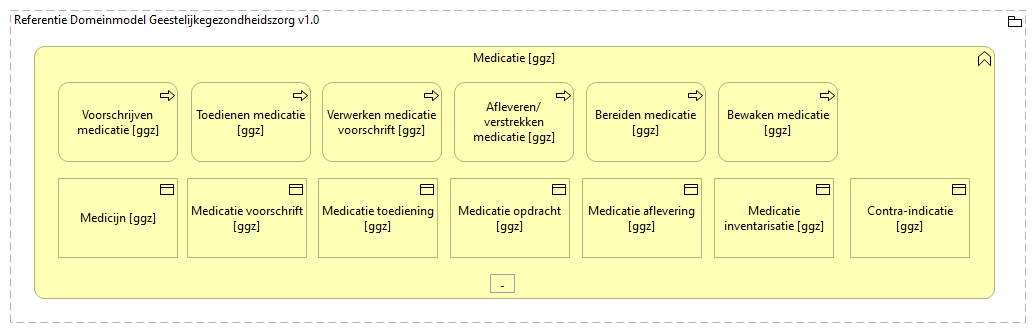 Referentie Domeinmodel Geestelijkegezondheidszorg v1.0
Medicatie [ggz]
Voorschrijven
medicatie [ggz]
Toedienen medicatie
[ggz]
Verwerken medicatie
voorschrift [ggz]
Afleveren/
verstrekken
medicatie [ggz]
Bereiden medicatie
[ggz]
Bewaken medicatie
[ggz]
Medicijn [ggz]
Medicatie voorschrift
[ggz]
Medicatie toediening
[ggz]
Medicatie opdracht
[ggz]
Medicatie aflevering
[ggz]
Medicatie
inventarisatie [ggz]
Contra-indicatie
[ggz]
-